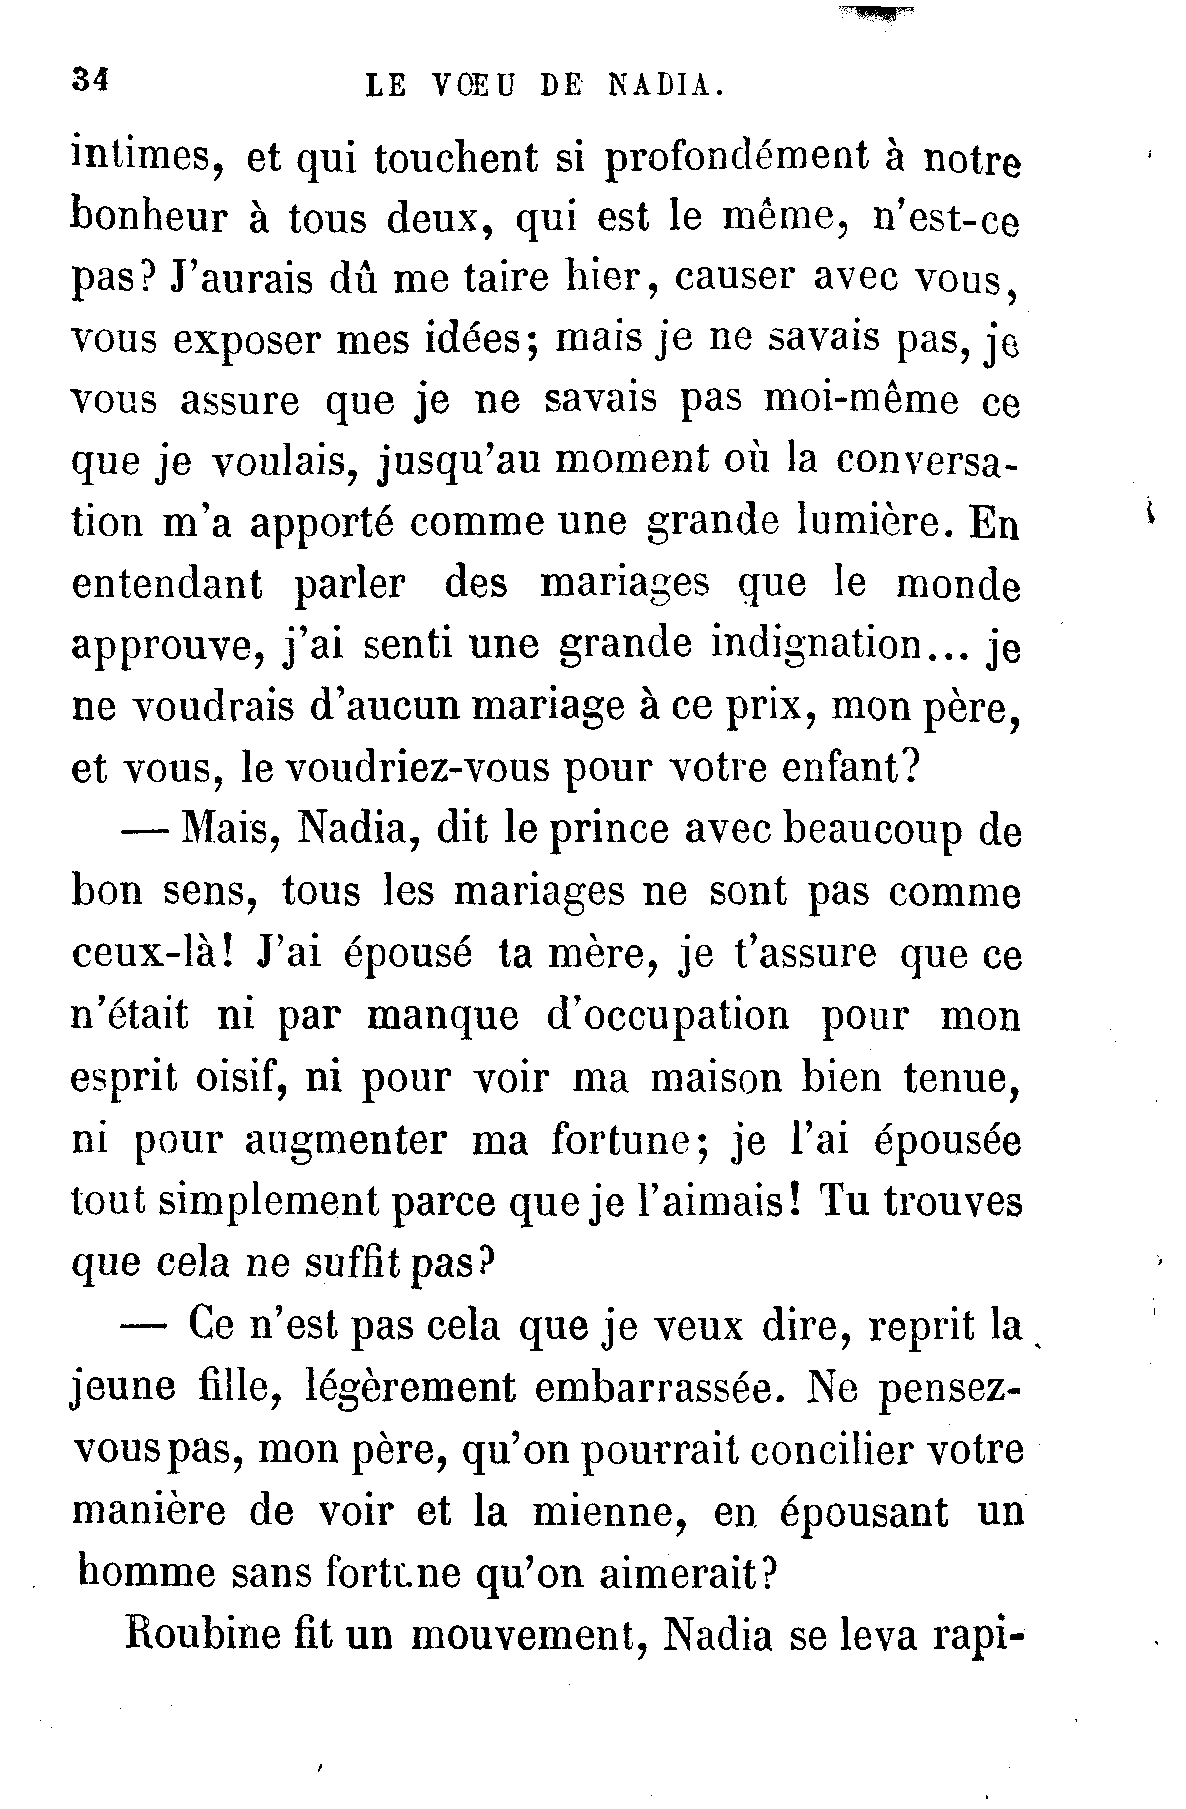 34 LE VŒU DE NADIA.
intimes, et qui touchent si profondément à notre
bonheur à tous deux, qui est le même, n'est-ce
pas? J'aurais dû me taire hier, causer avec vous,
vous exposer mes idées; mais je ne savais pas, je
vous assure que je ne savais pas moi-même ce
que je voulais, jusqu'au moment où la conversa-
tion m'a apporté comme une grande lumière. En
entendant parler des mariages que le monde
approuve, j'ai senti une grande indignation... je
ne voudrais d'aucun mariage à ce prix, mon père,
et vous, le voudriez-vous pour votre enfant?
— Mais, Nadia, dit le prince avec beaucoup de
bon sens, tous les mariages ne sont pas comme
ceux-là! J'ai épousé ta mère, je t'assure que ce
n'était ni par manque d'occupation pour mon
esprit oisif, ni pour voir ma maison bien tenue,
ni pour augmenter ma fortune; je l'ai épousée
tout simplement parce que je l'aimais! Tu trouves
que cela ne suffit pas?
— Ce n'est pas cela que je veux dire, reprit la
jeune fille, légèrement embarrassée. Ne pensez-
vous pas, mon père, qu'on pourrait concilier votre
manière de voir et la mienne, en épousant un
homme sans fortune qu'on aimerait?
Roubine fit un mouvement, Nadia se leva rapi-